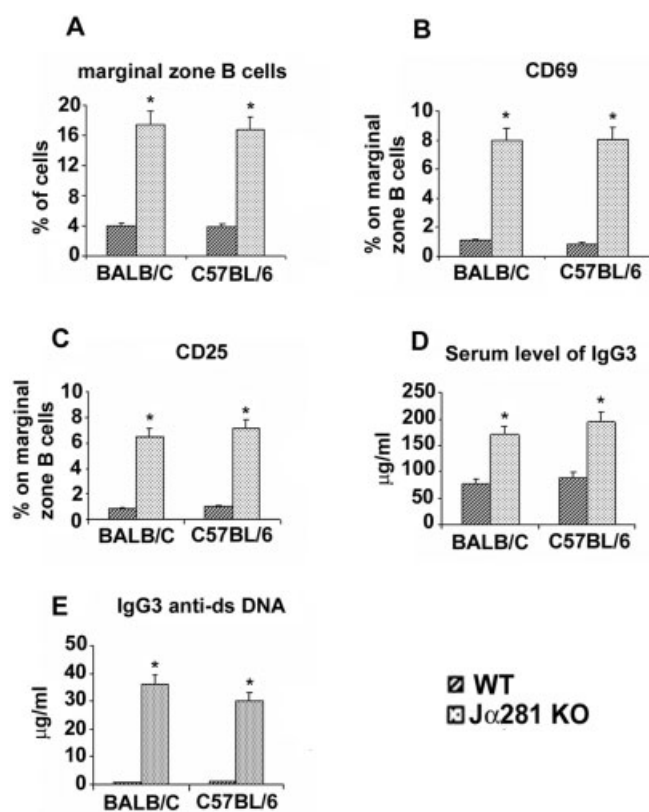 A
marginal zone B cells
% of cells
20
16
12
8
4
0
*
*
BALB/C
C57BL/6
B
CD69
% on marginal
zone B cells
10
8
6
4
2
0
*
*
BALB/C
C57BL/6
C
CD25
% on marginal
zone B cells
10
8
6
4
2
0
*
*
BALB/C
C57BL/6
D
Serum level of IgG3
µg/ml
250
200
150
100
50
0
*
*
BALB/C
C57BL/6
E
IgG3 anti-ds DNA
µg/ml
50
40
30
20
10
0
*
*
BALB/C
C57BL/6
WT
Jα281 KO